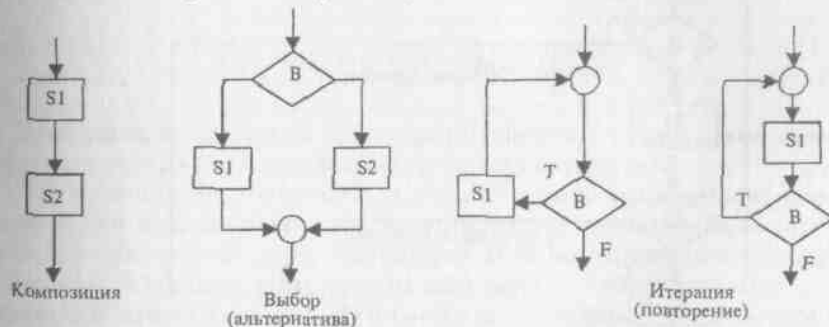 B
S1
S1
S2
S1
S2
T
S1
B
F
T
B
F
Композиция
Выбор
(альтернатива)
Итерация
(повторение)